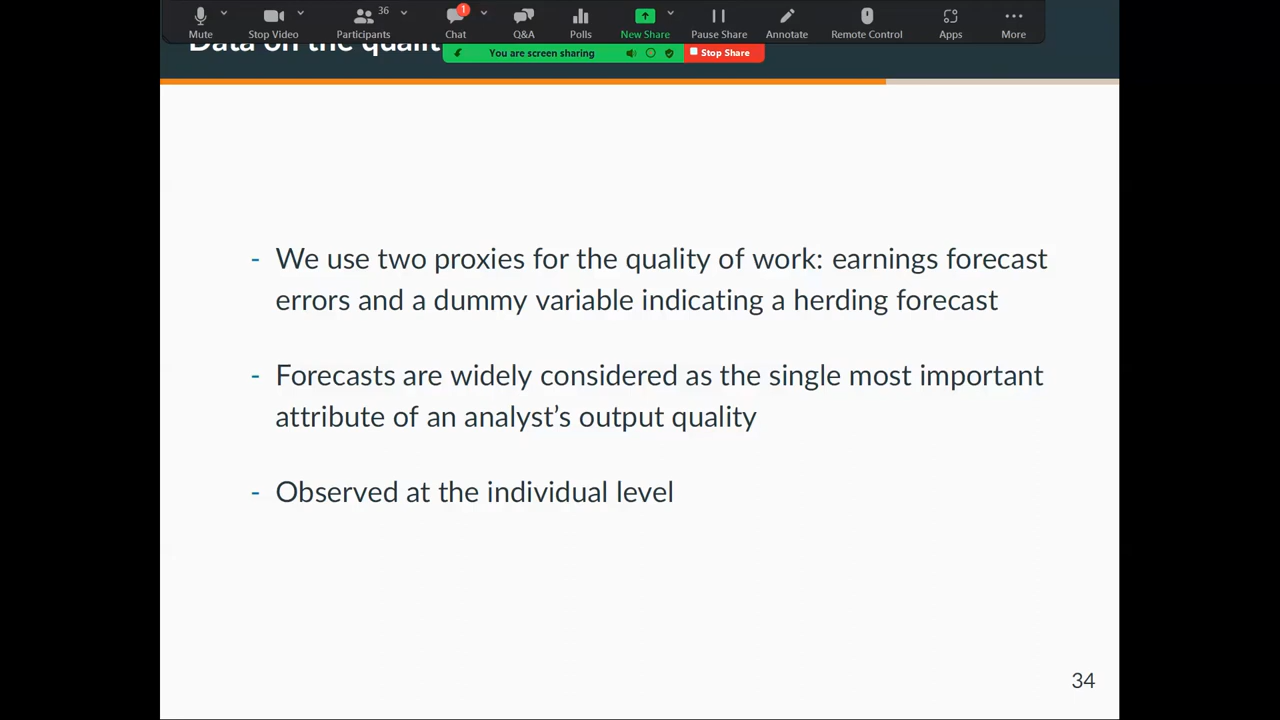 Mute
Stop Video
36
Participants
1
Chat
Q&A
Polls
New Share
Pause Share
Annotate
Remote Control
Apps
More
You are screen sharing
Stop Share
Data on the
- We use two proxies for the quality of work: earnings forecast
errors and a dummy variable indicating a herding forecast
- Forecasts are widely considered as the single most important
attribute of an analyst’s output quality
- Observed at the individual level
34